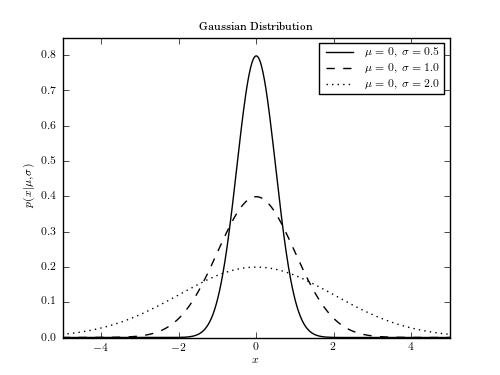 Gaussian Distribution
μ = 0, σ = 0.5
μ = 0, σ = 1.0
μ = 0, σ = 2.0
p(x|μ, σ)
0.8
0.7
0.6
0.5
0.4
0.3
0.2
0.1
0.0
−4 −2 0 2 4
x